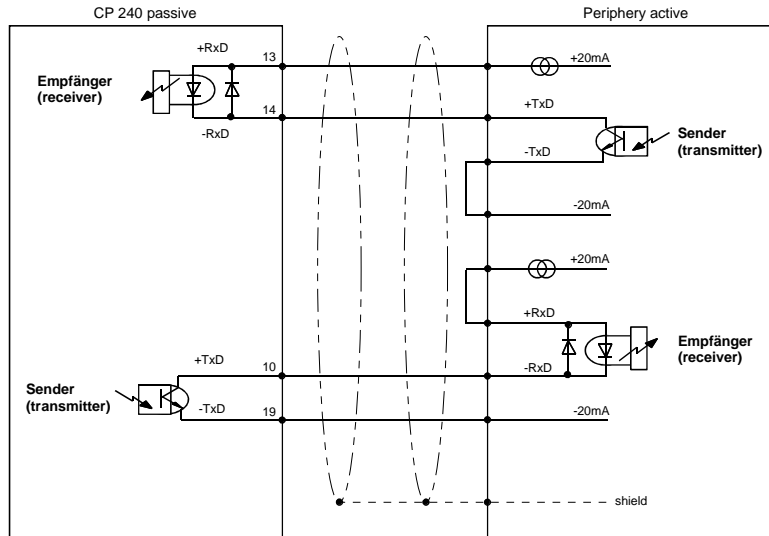 CP 240 passive
Periphery active
+RxD
13
+20mA
Empfänger
(receiver)
14
+TxD
-RxD
Sender
(transmitter)
-TxD
-20mA
+20mA
+RxD
Empfänger
(receiver)
+TxD
10
-RxD
Sender
(transmitter)
-TxD
19
-20mA
shield